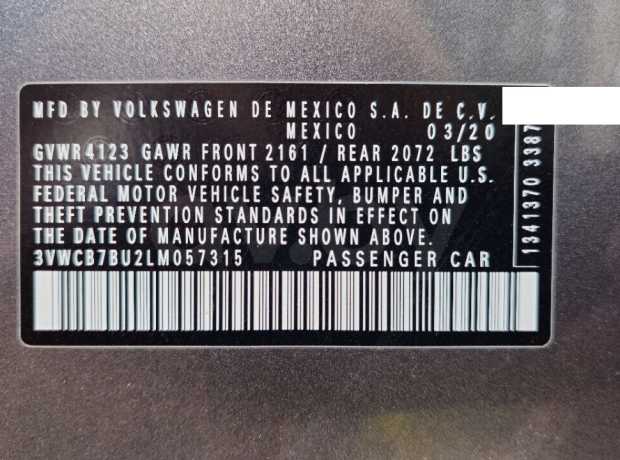 MFD BY VOLKSWAGEN DE MEXICO S.A. DE C.V.
MEXICO 03/20
GVWR4123 GAWR FRONT 2161 / REAR 2072 LBS
THIS VEHICLE CONFORMS TO ALL APPLICABLE U.S.
FEDERAL MOTOR VEHICLE SAFETY, BUMPER AND
THEFT PREVENTION STANDARDS IN EFFECT ON
THE DATE OF MANUFACTURE SHOWN ABOVE.
3VWCB7BU2LM057315 PASSENGER CAR
1341370 3387